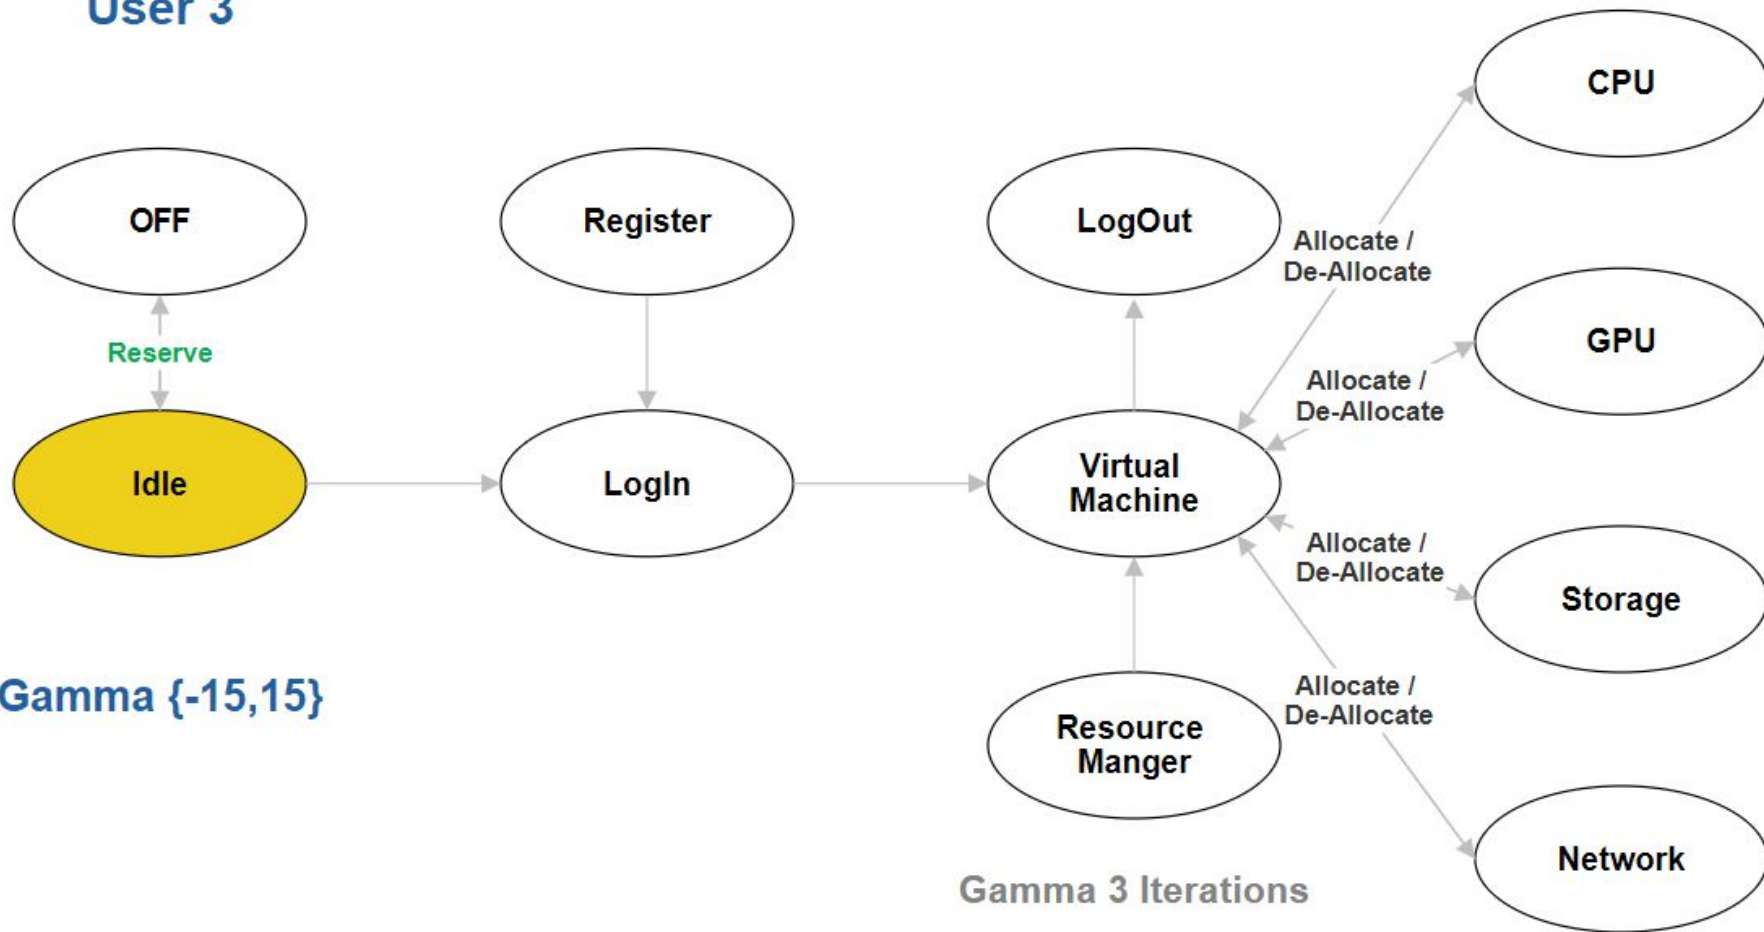 User 3
CPU
OFF
Register
LogOut
Allocate /
De-Allocate
Reserve
GPU
Allocate /
De-Allocate
Idle
LogIn
Virtual
Machine
Allocate /
De-Allocate
Storage
Gamma {-15,15}
Resource
Manger
Allocate /
De-Allocate
Network
Gamma 3 Iterations